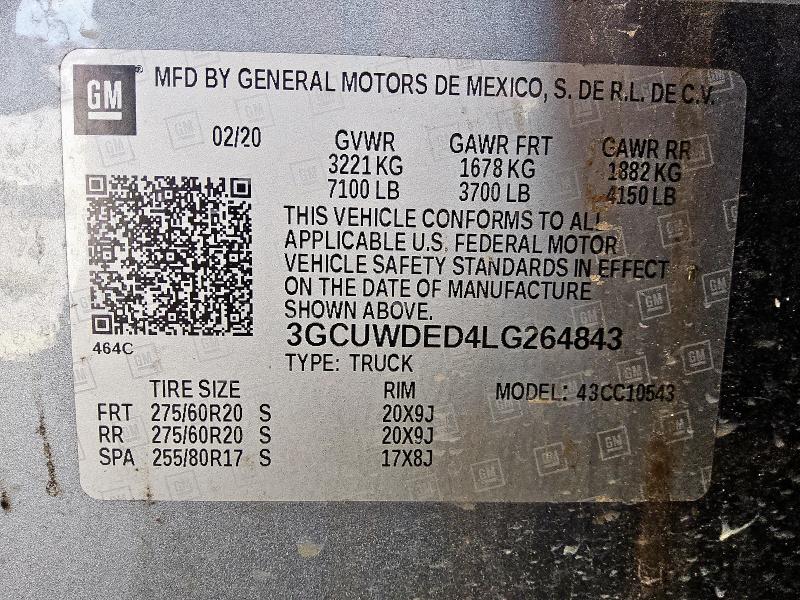 GM
MFD BY GENERAL MOTORS DE MEXICO, S. DE R.L. DE C.V.
02/20 GVWR GAWR FRT GAWR RR
3221 KG 1678 KG 1882 KG
7100 LB 3700 LB 4150 LB
THIS VEHICLE CONFORMS TO ALL
APPLICABLE U.S. FEDERAL MOTOR
VEHICLE SAFETY STANDARDS IN EFFECT
ON THE DATE OF MANUFACTURE
SHOWN ABOVE.
464C
3GCUWDED4LG264843
TYPE: TRUCK
TIRE SIZE RIM MODEL: 43CC10543
FRT 275/60R20 S 20X9J
RR 275/60R20 S 20X9J
SPA 255/80R17 S 17X8J